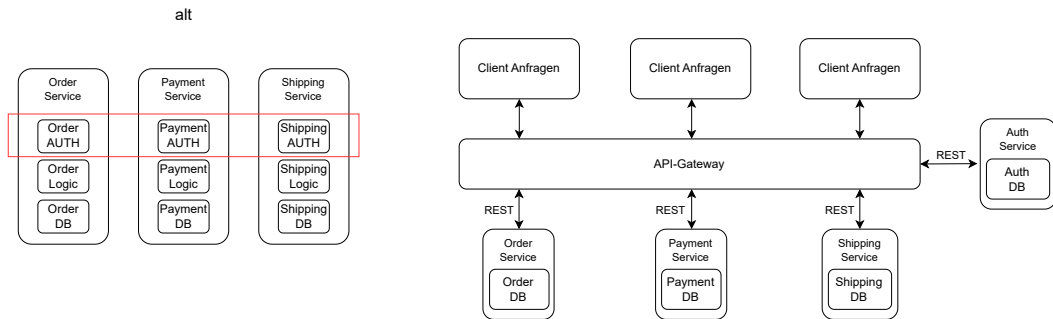 alt
Order
Service
Order
AUTH
Order
Logic
Order
DB
Payment
Service
Payment
AUTH
Payment
Logic
Payment
DB
Shipping
Service
Shipping
AUTH
Shipping
Logic
Shipping
DB
Client Anfragen
Client Anfragen
Client Anfragen
API-Gateway
REST
Auth
Service
Auth
DB
REST
REST
REST
Order
Service
Order
DB
Payment
Service
Payment
DB
Shipping
Service
Shipping
DB